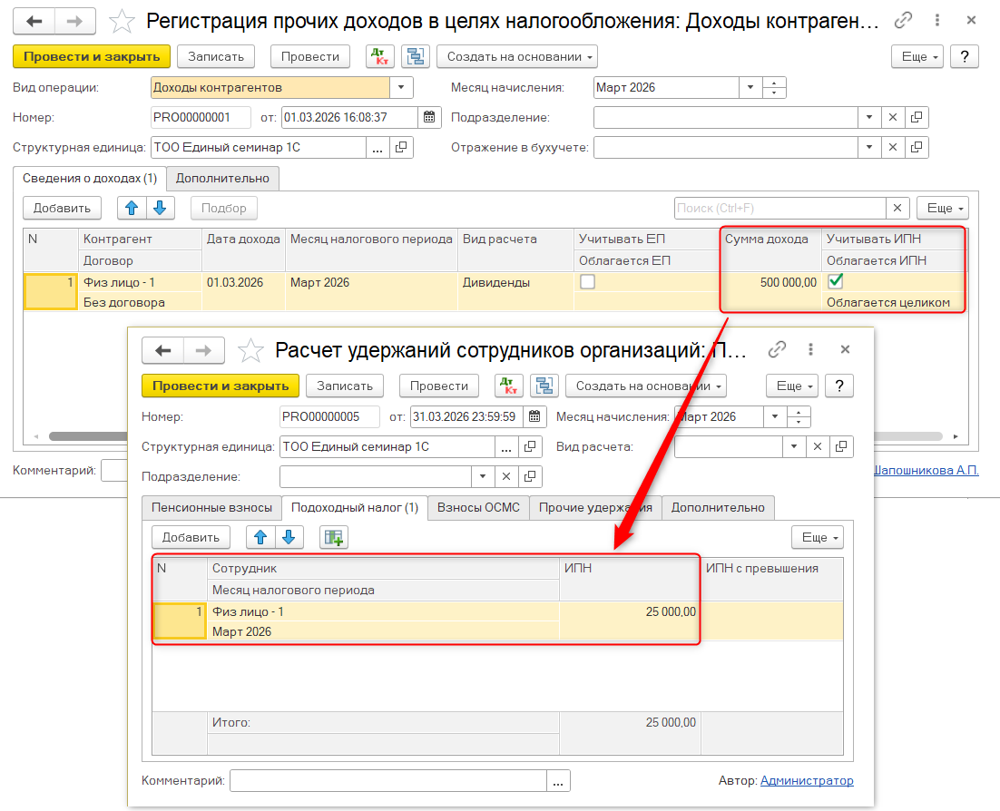 Регистрация прочих доходов в целях налогообложения: Доходы контраген...
Провести и закрыть Записать Провести Дт Кт Создать на основании Еще ?
Вид операции: Доходы контрагентов Месяц начисления: Март 2026
Номер: PRO00000001 от: 01.03.2026 16:08:37 Подразделение:
Структурная единица: ТОО Единый семинар 1С ... Отражение в бухучете:
Сведения о доходах (1) Дополнительно
Добавить Подбор Поиск (Ctrl+F) × Еще
N Контрагент Дата дохода Месяц налогового периода Вид расчета Учитывать ЕП Сумма дохода Учитывать ИПН
Договор Облагается ЕП Облагается ИПН
1 Физ лицо - 1 01.03.2026 Март 2026 Дивиденды 500 000,00
Без договора Облагается целиком
Комментарий: Шапошникова А.П.
Расчет удержаний сотрудников организаций: П...
Провести и закрыть Записать Провести Дт Кт Создать на основании Еще ?
Номер: PRO00000005 от: 31.03.2026 23:59:59 Месяц начисления: Март 2026
Структурная единица: ТОО Единый семинар 1С ... Вид расчета:
Подразделение:
Пенсионные взносы Подоходный налог (1) Взносы ОСМС Прочие удержания Дополнительно
Добавить Еще
N Сотрудник ИПН ИПН с превышения
Месяц налогового периода
1 Физ лицо - 1 25 000,00
Март 2026
Итого: 25 000,00
Комментарий: ... Автор: Администратор